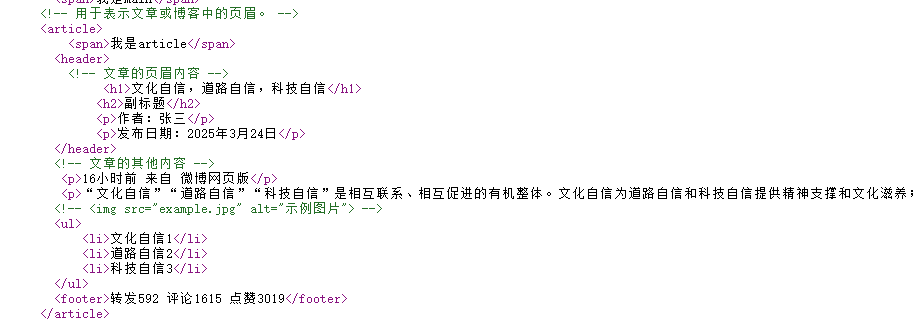 <span>我是main</span>
<!-- 用于表示文章或博客中的页眉。 -->
<article>
<span>我是article</span>
<header>
<!-- 文章的页眉内容 -->
<h1>文化自信，道路自信，科技自信</h1>
<h2>副标题</h2>
<p>作者：张三</p>
<p>发布日期：2025年3月24日</p>
</header>
<!-- 文章的其他内容 -->
<p>16小时前 来自 微博网页版</p>
<p>“文化自信”“道路自信”“科技自信”是相互联系、相互促进的有机整体。文化自信为道路自信和科技自信提供精神支撑和文化滋养；
<!-- <img src="example.jpg" alt="示例图片"> -->
<ul>
<li>文化自信1</li>
<li>道路自信2</li>
<li>科技自信3</li>
</ul>
<footer>转发592 评论1615 点赞3019</footer>
</article>